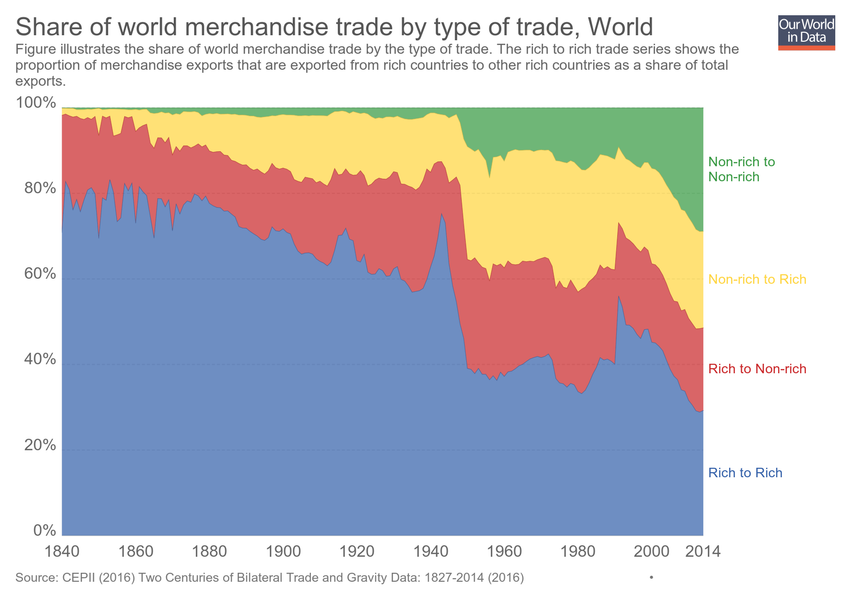 Share of world merchandise trade by type of trade, World
Our World
in Data
Figure illustrates the share of world merchandise trade by the type of trade. The rich to rich trade series shows the
proportion of merchandise exports that are exported from rich countries to other rich countries as a share of total
exports.
100%
80%
60%
40%
20%
0%
Non-rich to
Non-rich
Non-rich to Rich
Rich to Non-rich
Rich to Rich
1840 1860 1880 1900 1920 1940 1960 1980 2000 2014
Source: CEPII (2016) Two Centuries of Bilateral Trade and Gravity Data: 1827-2014 (2016) •